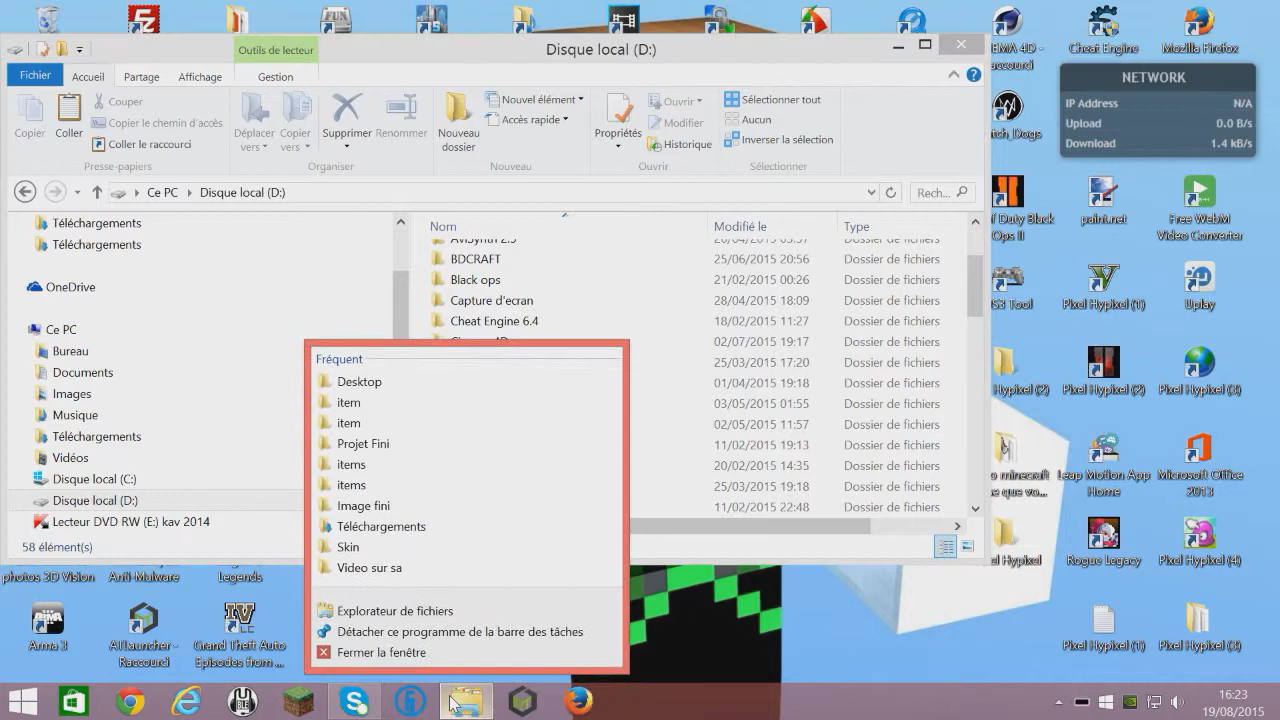 Outils de lecteur
Disque local (D:)
Fichier
Accueil
Partage
Affichage
Gestion
Copier
Coller
Couper
Copier le chemin d'accès
Coller le raccourci
Presse-papiers
Déplacer vers
Copier vers
Supprimer
Renommer
Organiser
Nouveau dossier
Nouvel élément
Accès rapide
Nouveau
Propriétés
Ouvrir
Modifier
Historique
Ouvrir
Sélectionner tout
Aucun
Inverser la sélection
Sélectionner
Ce PC
Disque local (D:)
Rech...
Téléchargements
Téléchargements
OneDrive
Ce PC
Bureau
Documents
Images
Musique
Téléchargements
Vidéos
Disque local (C:)
Disque local (D:)
Lecteur DVD RW (E:) kav 2014
58 élément(s)
Nom
Modifié le
Type
Dossier de fichiers
BDCRAFT
25/06/2015 20:56
Dossier de fichiers
Black ops
21/02/2015 00:26
Dossier de fichiers
Capture d'ecran
28/04/2015 18:09
Dossier de fichiers
Cheat Engine 6.4
18/02/2015 11:27
Dossier de fichiers
02/07/2015 19:17
Dossier de fichiers
25/03/2015 17:20
Dossier de fichiers
01/04/2015 19:18
Dossier de fichiers
03/05/2015 01:55
Dossier de fichiers
02/05/2015 11:57
Dossier de fichiers
11/02/2015 19:13
Dossier de fichiers
20/02/2015 14:35
Dossier de fichiers
25/03/2015 19:18
Dossier de fichiers
11/02/2015 22:48
Dossier de fichiers
Fréquent
Desktop
item
item
Projet Fini
items
items
Image fini
Téléchargements
Skin
Video sur sa
Explorateur de fichiers
Détacher ce programme de la barre des tâches
Fermer la fenêtre
Cheat Engine
Mozilla Firefox
NETWORK
IP Address N/A
Upload 0.0 B/s
Download 1.4 kB/s
paint.net
Free WebM
Video Converter
Pixel Hypixel (1)
Uplay
Pixel Hypixel (2)
Pixel Hypixel (3)
Leap Motion App
Home
Microsoft Office
2013
Rogue Legacy
Pixel Hypixel (4)
Pixel Hypixel (1)
Pixel Hypixel (3)
photos 3D Vision
Anti-Malware
Legends
Arma 3
ATLauncher -
Raccourci
Grand Theft Auto
Episodes from ...
16:23
19/08/2015